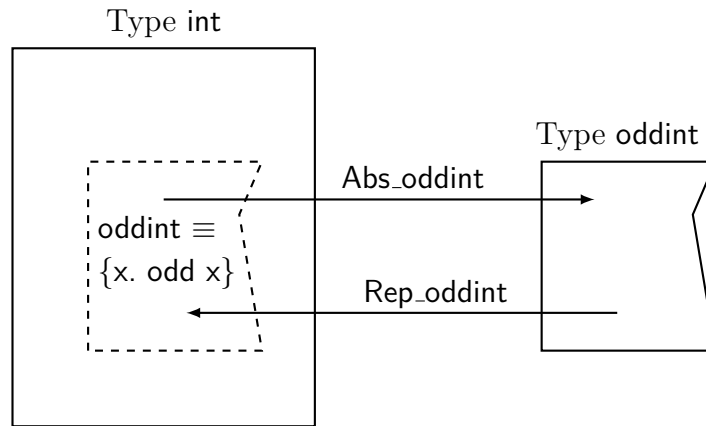 Type int
Type oddint
Abs_oddint
oddint ≡
{x. odd x}
Rep_oddint